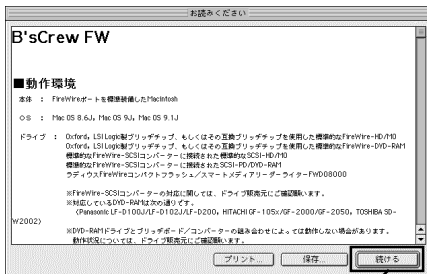 お読みください
B'sCrew FW
■動作環境
本体 ： FireWireポートを標準装備したMacintosh
OS ： Mac OS 8.6J, Mac OS 9J, Mac OS 9.1J
ドライブ ： Oxford, LSI Logic製ブリッヂチップ、もしくはその互換ブリッヂチップを使用した標準的なFireWire-HD/MO
Oxford, LSI Logic製ブリッヂチップ、もしくはその互換ブリッヂチップを使用した標準的なFireWire-DVD-RAM
標準的なFireWire-SCSIコンバーターに接続された標準的なSCSI-HD/MO
標準的なFireWire-SCSIコンバーターに接続されたSCSI-PD/DVD-RAM
ラディウスFireWireコンパクトフラッシュ／スマートメディアリーダーライターFWD08000
※FireWire-SCSIコンバーターの対応に関しては、ドライブ販売元にご確認願います。
※対応しているDVD-RAMは次の通りです。
(Panasonic LF-D100J/LF-D102J/LF-D200, HITACHI GF-105x/GF-2000/GF-2050, TOSHIBA SD-
W2002)
※DVD-RAMドライブとブリッヂボード／コンバーターの組み合わせによっては動作しない場合があります。
動作状況については、ドライブ販売元にご確認願います。
プリント...
保存...
続ける